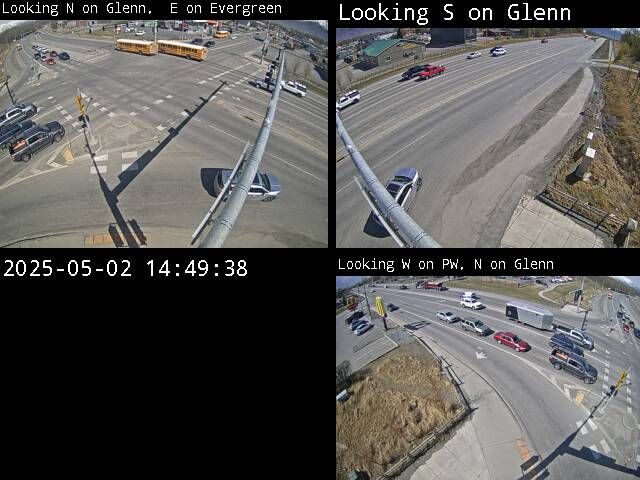 Looking N on Glenn,  E on Evergreen
Looking S on Glenn
2025-05-02 14:49:38
Looking W on PW, N on Glenn